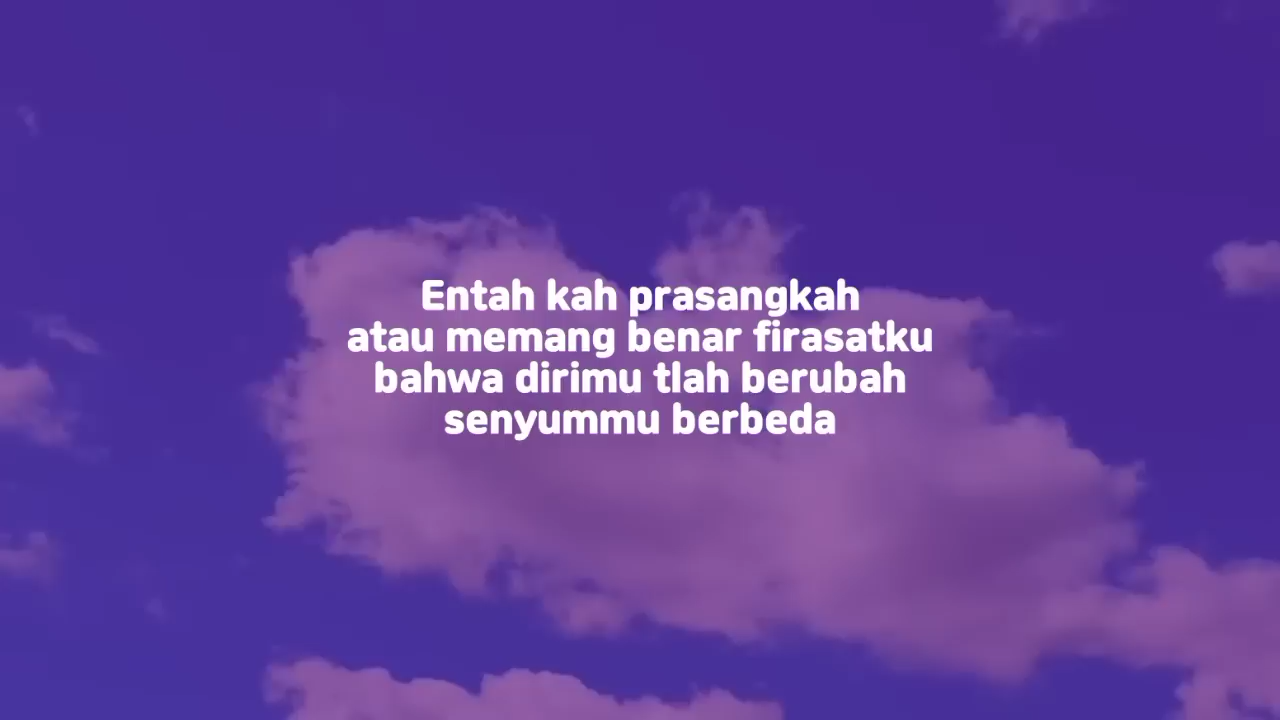 Entah kah prasangkah
atau memang benar firasatku
bahwa dirimu tlah berubah
senyummu berbeda